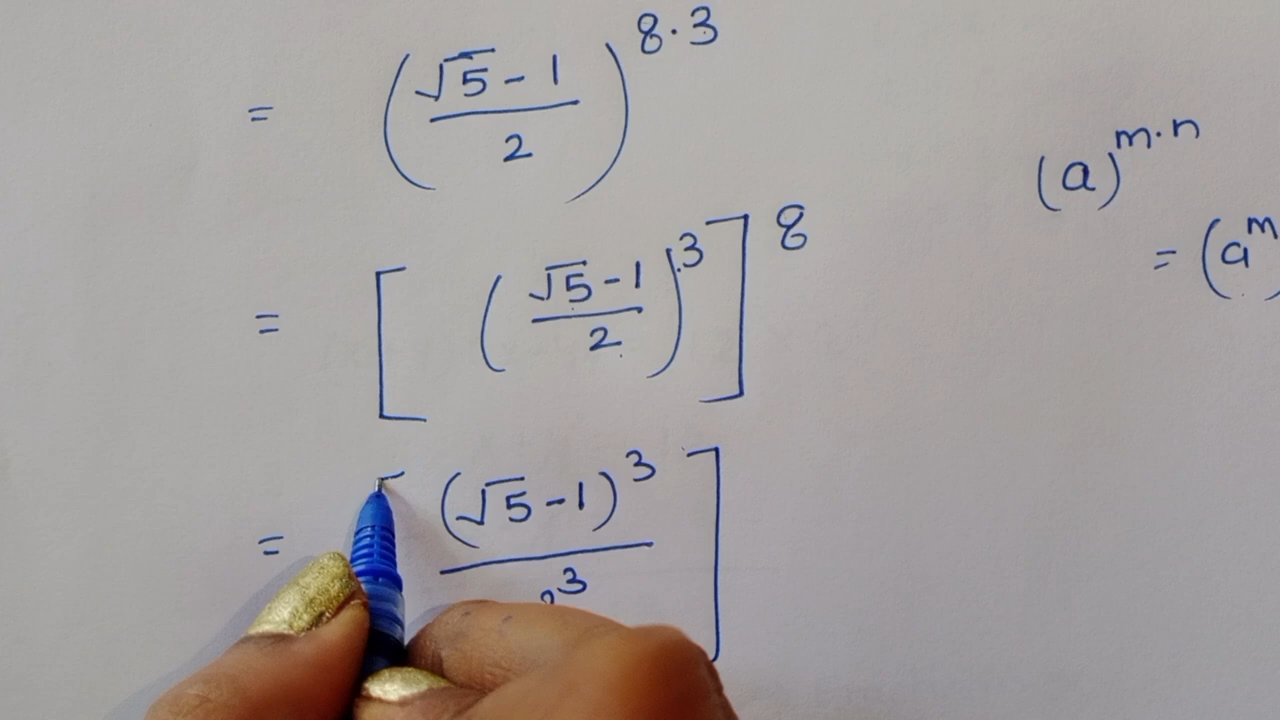 = ((√5 - 1)/2)^(8·3)
(a)^(m·n)
= [((√5-1)/2)^3]^8
= (a^m
= [(√5-1)^3/2^3]